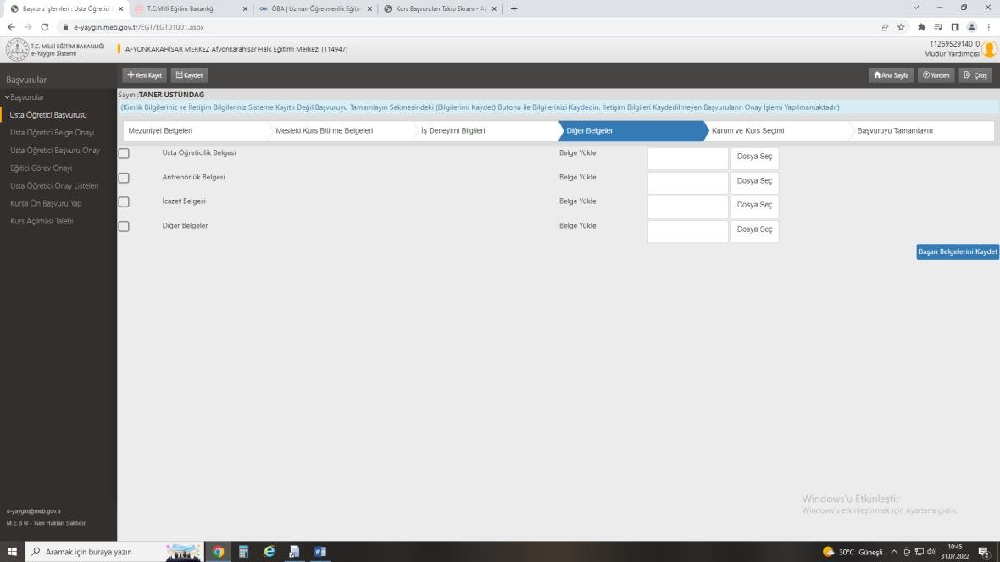 Başvuru İşlemleri : Usta Öğretici
T.C.Millî Eğitim Bakanlığı
ÖBA | Uzman Öğretmenlik Eğitim
Kurs Başvuruları Takip Ekranı - Af
e-yaygin.meb.gov.tr/EGT/EGT01001.aspx
T.C. MİLLİ EĞİTİM BAKANLIĞI
e-Yaygın Sistemi
AFYONKARAHİSAR MERKEZ Afyonkarahisar Halk Eğitimi Merkezi (114947)
11269529140_0
Müdür Yardımcısı
Başvurular
Yeni Kayıt
Kaydet
Ana Sayfa
Yardım
Çıkış
Başvurular
Usta Öğretici Başvurusu
Usta Öğretici Belge Onayı
Usta Öğretici Başvuru Onay
Eğitici Görev Onayı
Usta Öğretici Onay Listeleri
Kursa Ön Başvuru Yap
Kurs Açılması Talebi
Sayın :TANER ÜSTÜNDAĞ
(Kimlik Bilgileriniz ve İletişim Bilgileriniz Sisteme Kayıtlı Değil.Başvuruyu Tamamlayın Sekmesindeki (Bilgilerimi Kaydet) Butonu ile Bilgilerinizi Kaydedin. İletişim Bilgileri Kaydedilmeyen Başvuruların Onay İşlemi Yapılmamaktadır)
Mezuniyet Belgeleri
Mesleki Kurs Bitirme Belgeleri
İş Deneyimi Bilgileri
Diğer Belgeler
Kurum ve Kurs Seçimi
Başvuruyu Tamamlayın
Usta Öğreticilik Belgesi Belge Yükle Dosya Seç
Antrenörlük Belgesi Belge Yükle Dosya Seç
İcazet Belgesi Belge Yükle Dosya Seç
Diğer Belgeler Belge Yükle Dosya Seç
Başarı Belgelerini Kaydet
Windows'u Etkinleştir
Windows'u etkinleştirmek için Ayarlar'a gidin.
e-yaygin@meb.gov.tr
M.E.B © - Tüm Hakları Saklıdır.
Aramak için buraya yazın
30°C Güneşli
10:45
31.07.2022
2